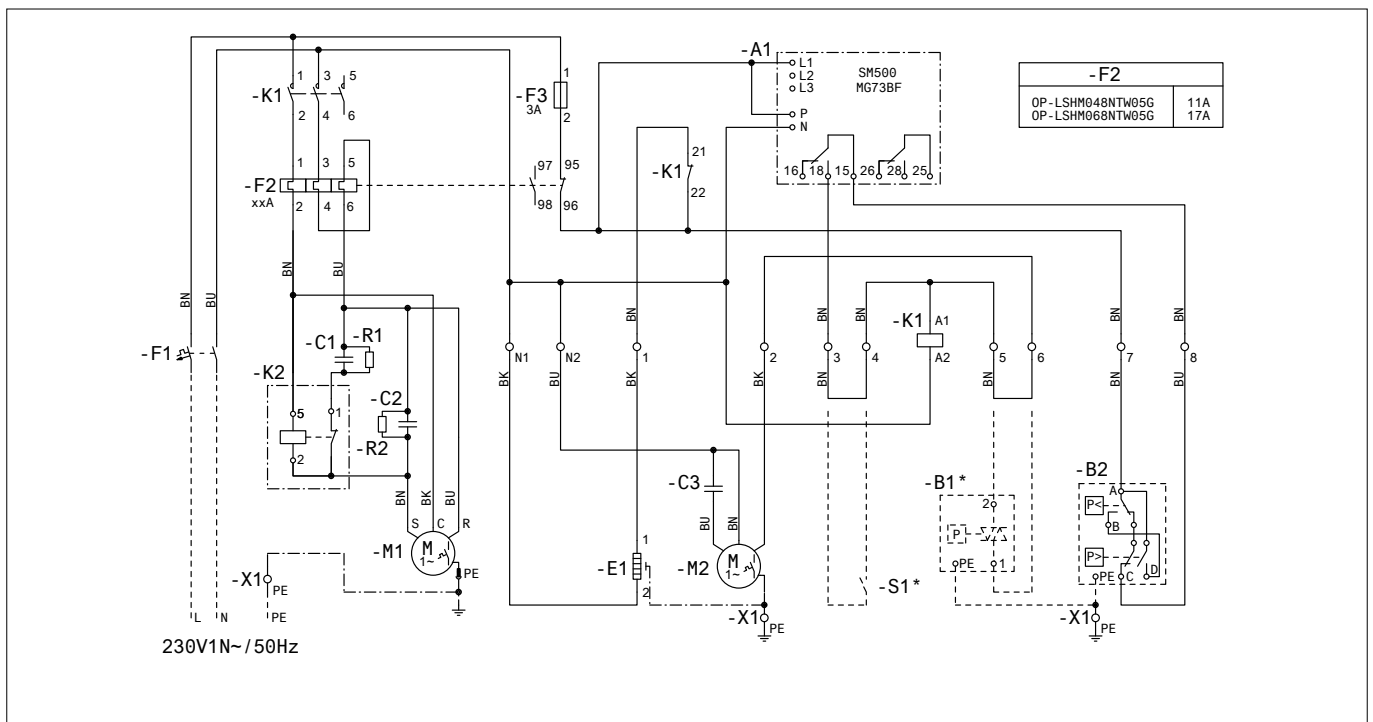 -A1
L1
L2
L3
P
N
SM500
MG73BF
16 18 15 26 28 25
-F2
OP-LSHM048NTW05G 11A
OP-LSHM068NTW05G 17A
-K1
1 3 5
2 4 6
-F3
3A
1
2
-F2
xxA
1 3 5
2 4 6
97 95
98 96
-K1
21
22
BN BU BN BU
-F1
-C1 -R1
-K2
5 1
2
-C2
-R2
BN BK BU
S C R
-M1
M
1~
PE
-X1
PE
L N PE
230V1N~/50Hz
N1 N2 1 2 3 4 5 6 7 8
BN BN BN BN BN BN BN
BK BU BK BK BN BN BU
-K1
A1
A2
-C3
BU BN
-M2
M
1~
-E1
1
2
-X1
PE
-S1*
-B1*
2
P
PE 1
-B2
A
P<
B
P>
PE C D
-X1
PE